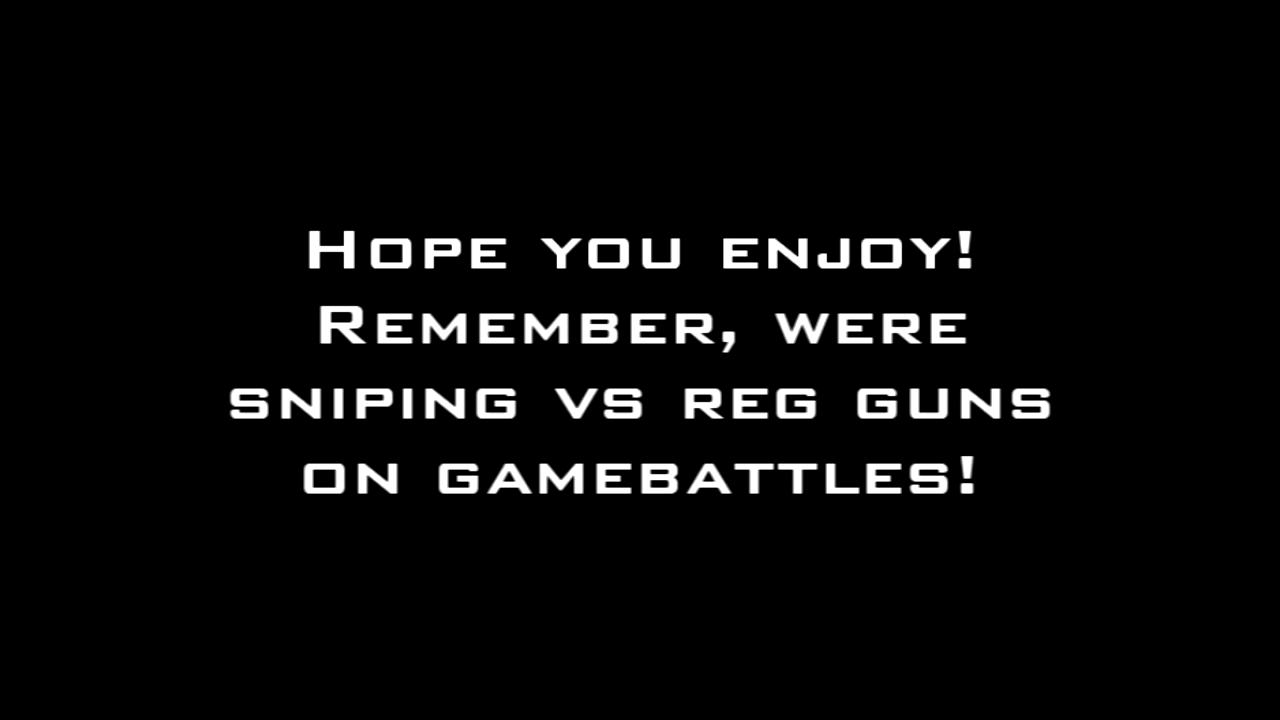 Hope you enjoy!
Remember, were
sniping vs reg guns
on gamebattles!